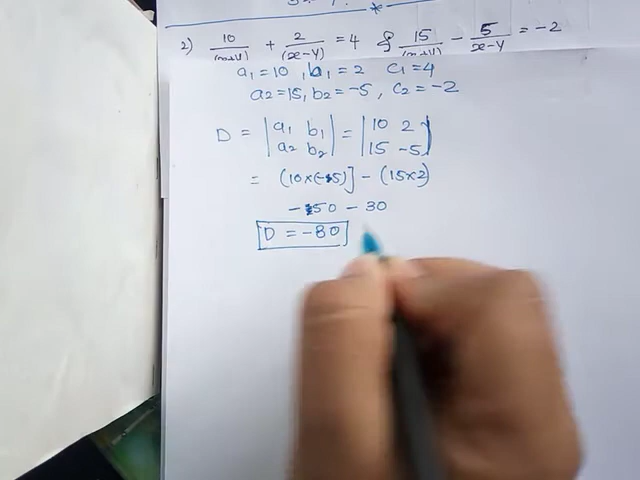 2) 10/(x+y) + 2/(x-y) = 4 & 15/(x+y) - 5/(x-y) = -2
a₁ = 10, b₁ = 2 c₁ = 4
a₂ = 15, b₂ = -5, c₂ = -2
D = |a₁ b₁| = |10 2|
|a₂ b₂| |15 -5|
= (10×(-5)] - (15×2)
-50 - 30
D = -80